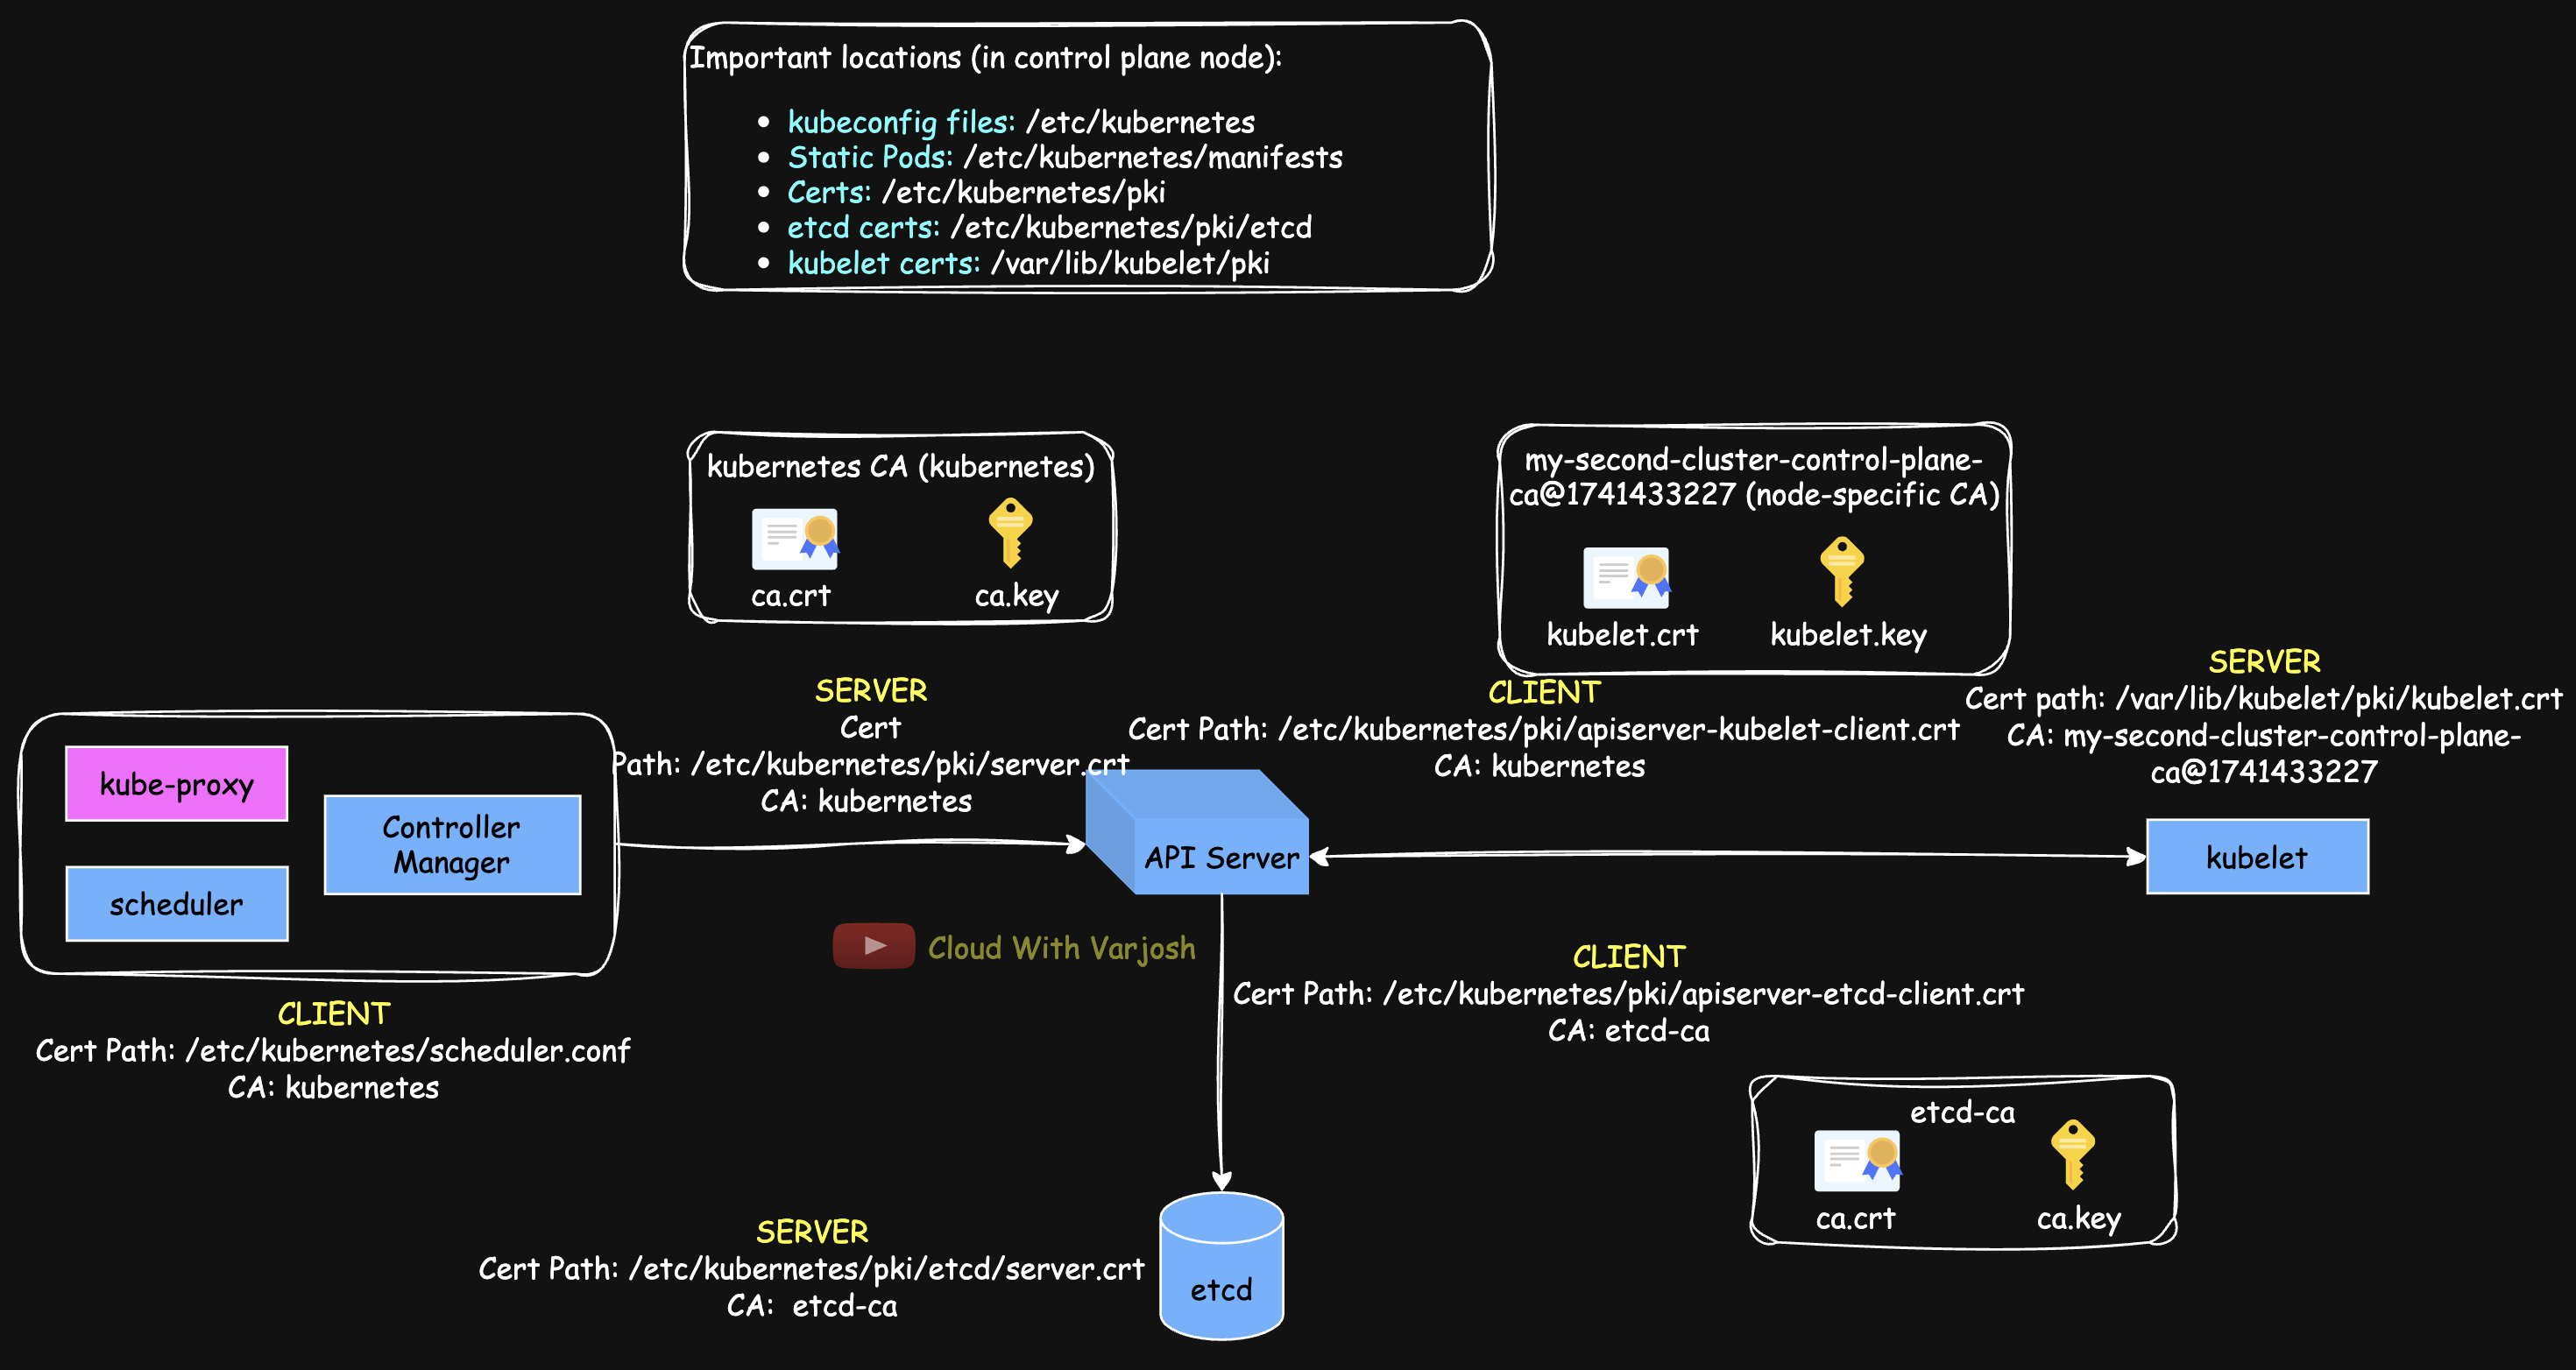 Important locations (in control plane node):
kubeconfig files: /etc/kubernetes
Static Pods: /etc/kubernetes/manifests
Certs: /etc/kubernetes/pki
etcd certs: /etc/kubernetes/pki/etcd
kubelet certs: /var/lib/kubelet/pki
kubernetes CA (kubernetes)
ca.crt
ca.key
my-second-cluster-control-plane-
ca@1741433227 (node-specific CA)
kubelet.crt
kubelet.key
SERVER
Cert
Path: /etc/kubernetes/pki/server.crt
CA: kubernetes
CLIENT
Cert Path: /etc/kubernetes/pki/apiserver-kubelet-client.crt
CA: kubernetes
SERVER
Cert path: /var/lib/kubelet/pki/kubelet.crt
CA: my-second-cluster-control-plane-
ca@1741433227
kube-proxy
Controller
Manager
scheduler
API Server
kubelet
Cloud With Varjosh
CLIENT
Cert Path: /etc/kubernetes/scheduler.conf
CA: kubernetes
CLIENT
Cert Path: /etc/kubernetes/pki/apiserver-etcd-client.crt
CA: etcd-ca
etcd-ca
ca.crt
ca.key
SERVER
Cert Path: /etc/kubernetes/pki/etcd/server.crt
CA:  etcd-ca
etcd